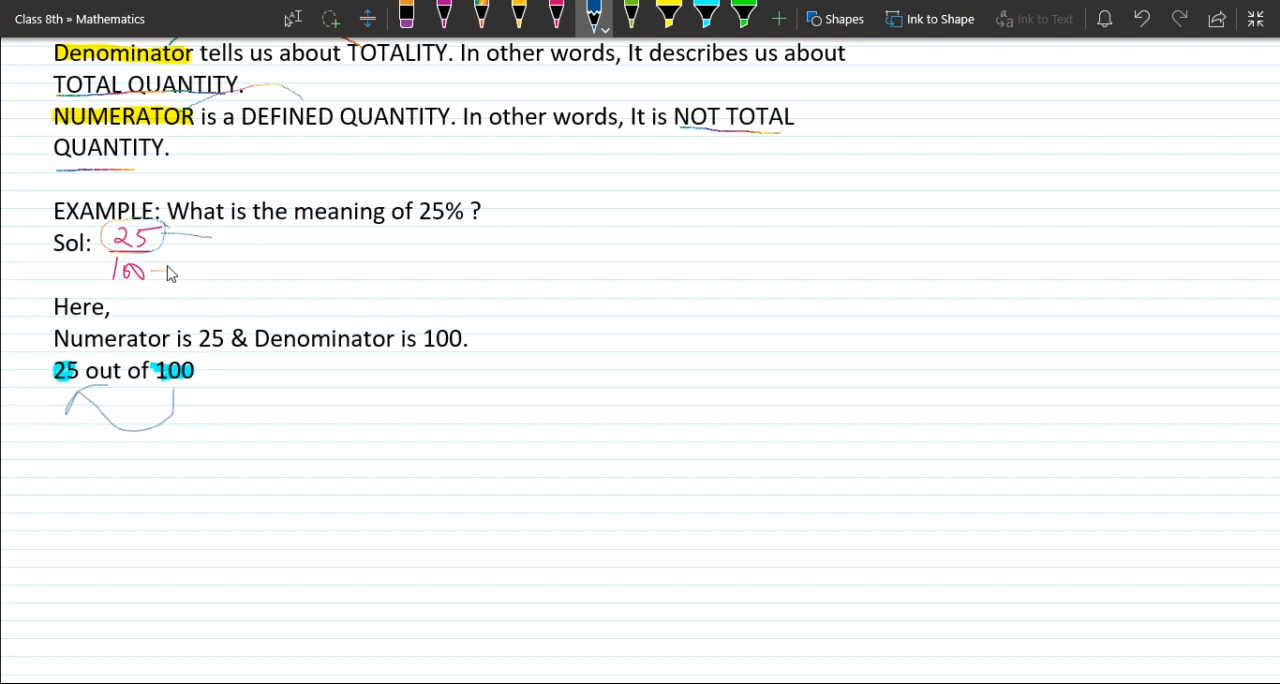 Class 8th » Mathematics
Shapes
Ink to Shape
Ink to Text
Denominator tells us about TOTALITY. In other words, It describes us about
TOTAL QUANTITY.
NUMERATOR is a DEFINED QUANTITY. In other words, It is NOT TOTAL
QUANTITY.
EXAMPLE: What is the meaning of 25% ?
Sol: 25
100
Here,
Numerator is 25 & Denominator is 100.
25 out of 100